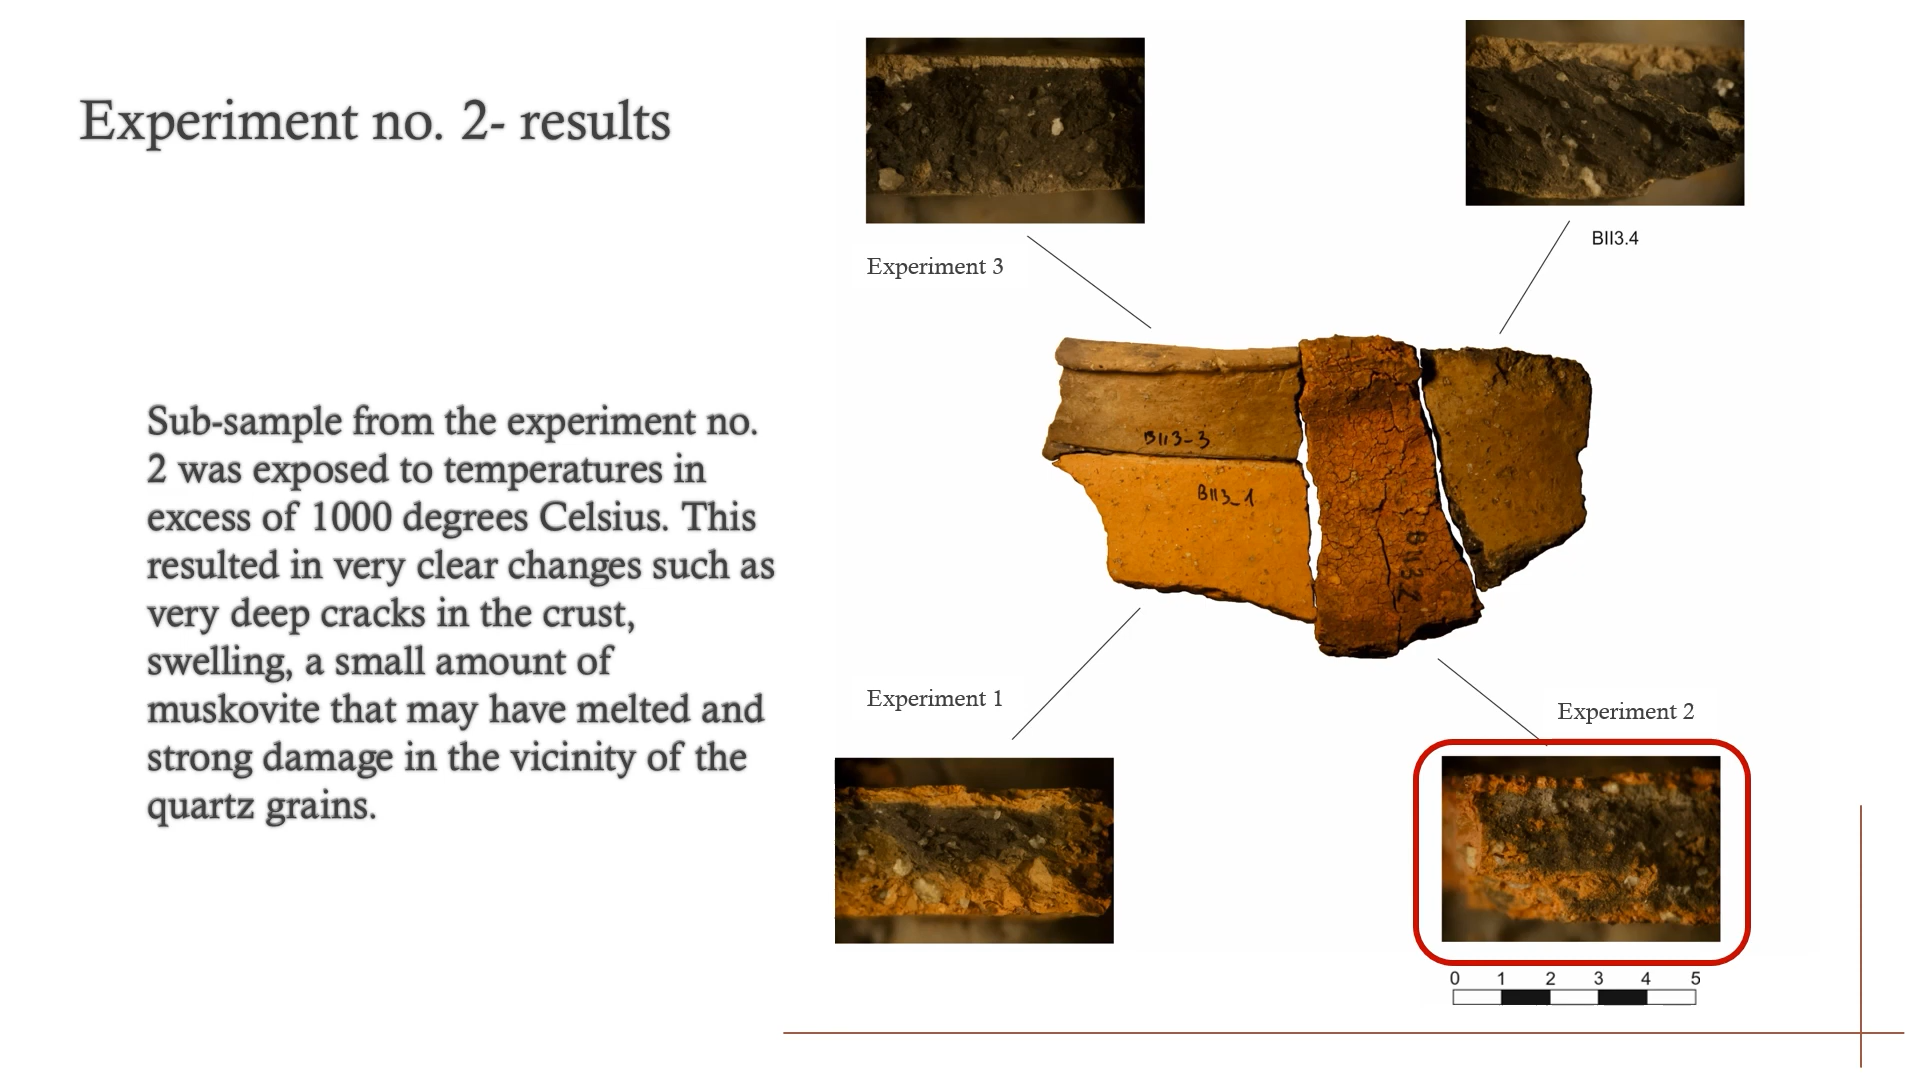 Experiment no. 2- results
Sub-sample from the experiment no.
2 was exposed to temperatures in
excess of 1000 degrees Celsius. This
resulted in very clear changes such as
very deep cracks in the crust,
swelling, a small amount of
muskovite that may have melted and
strong damage in the vicinity of the
quartz grains.
Experiment 3
BII3.4
BII3-3
BII3_1
BII32
Experiment 1
Experiment 2
0 1 2 3 4 5